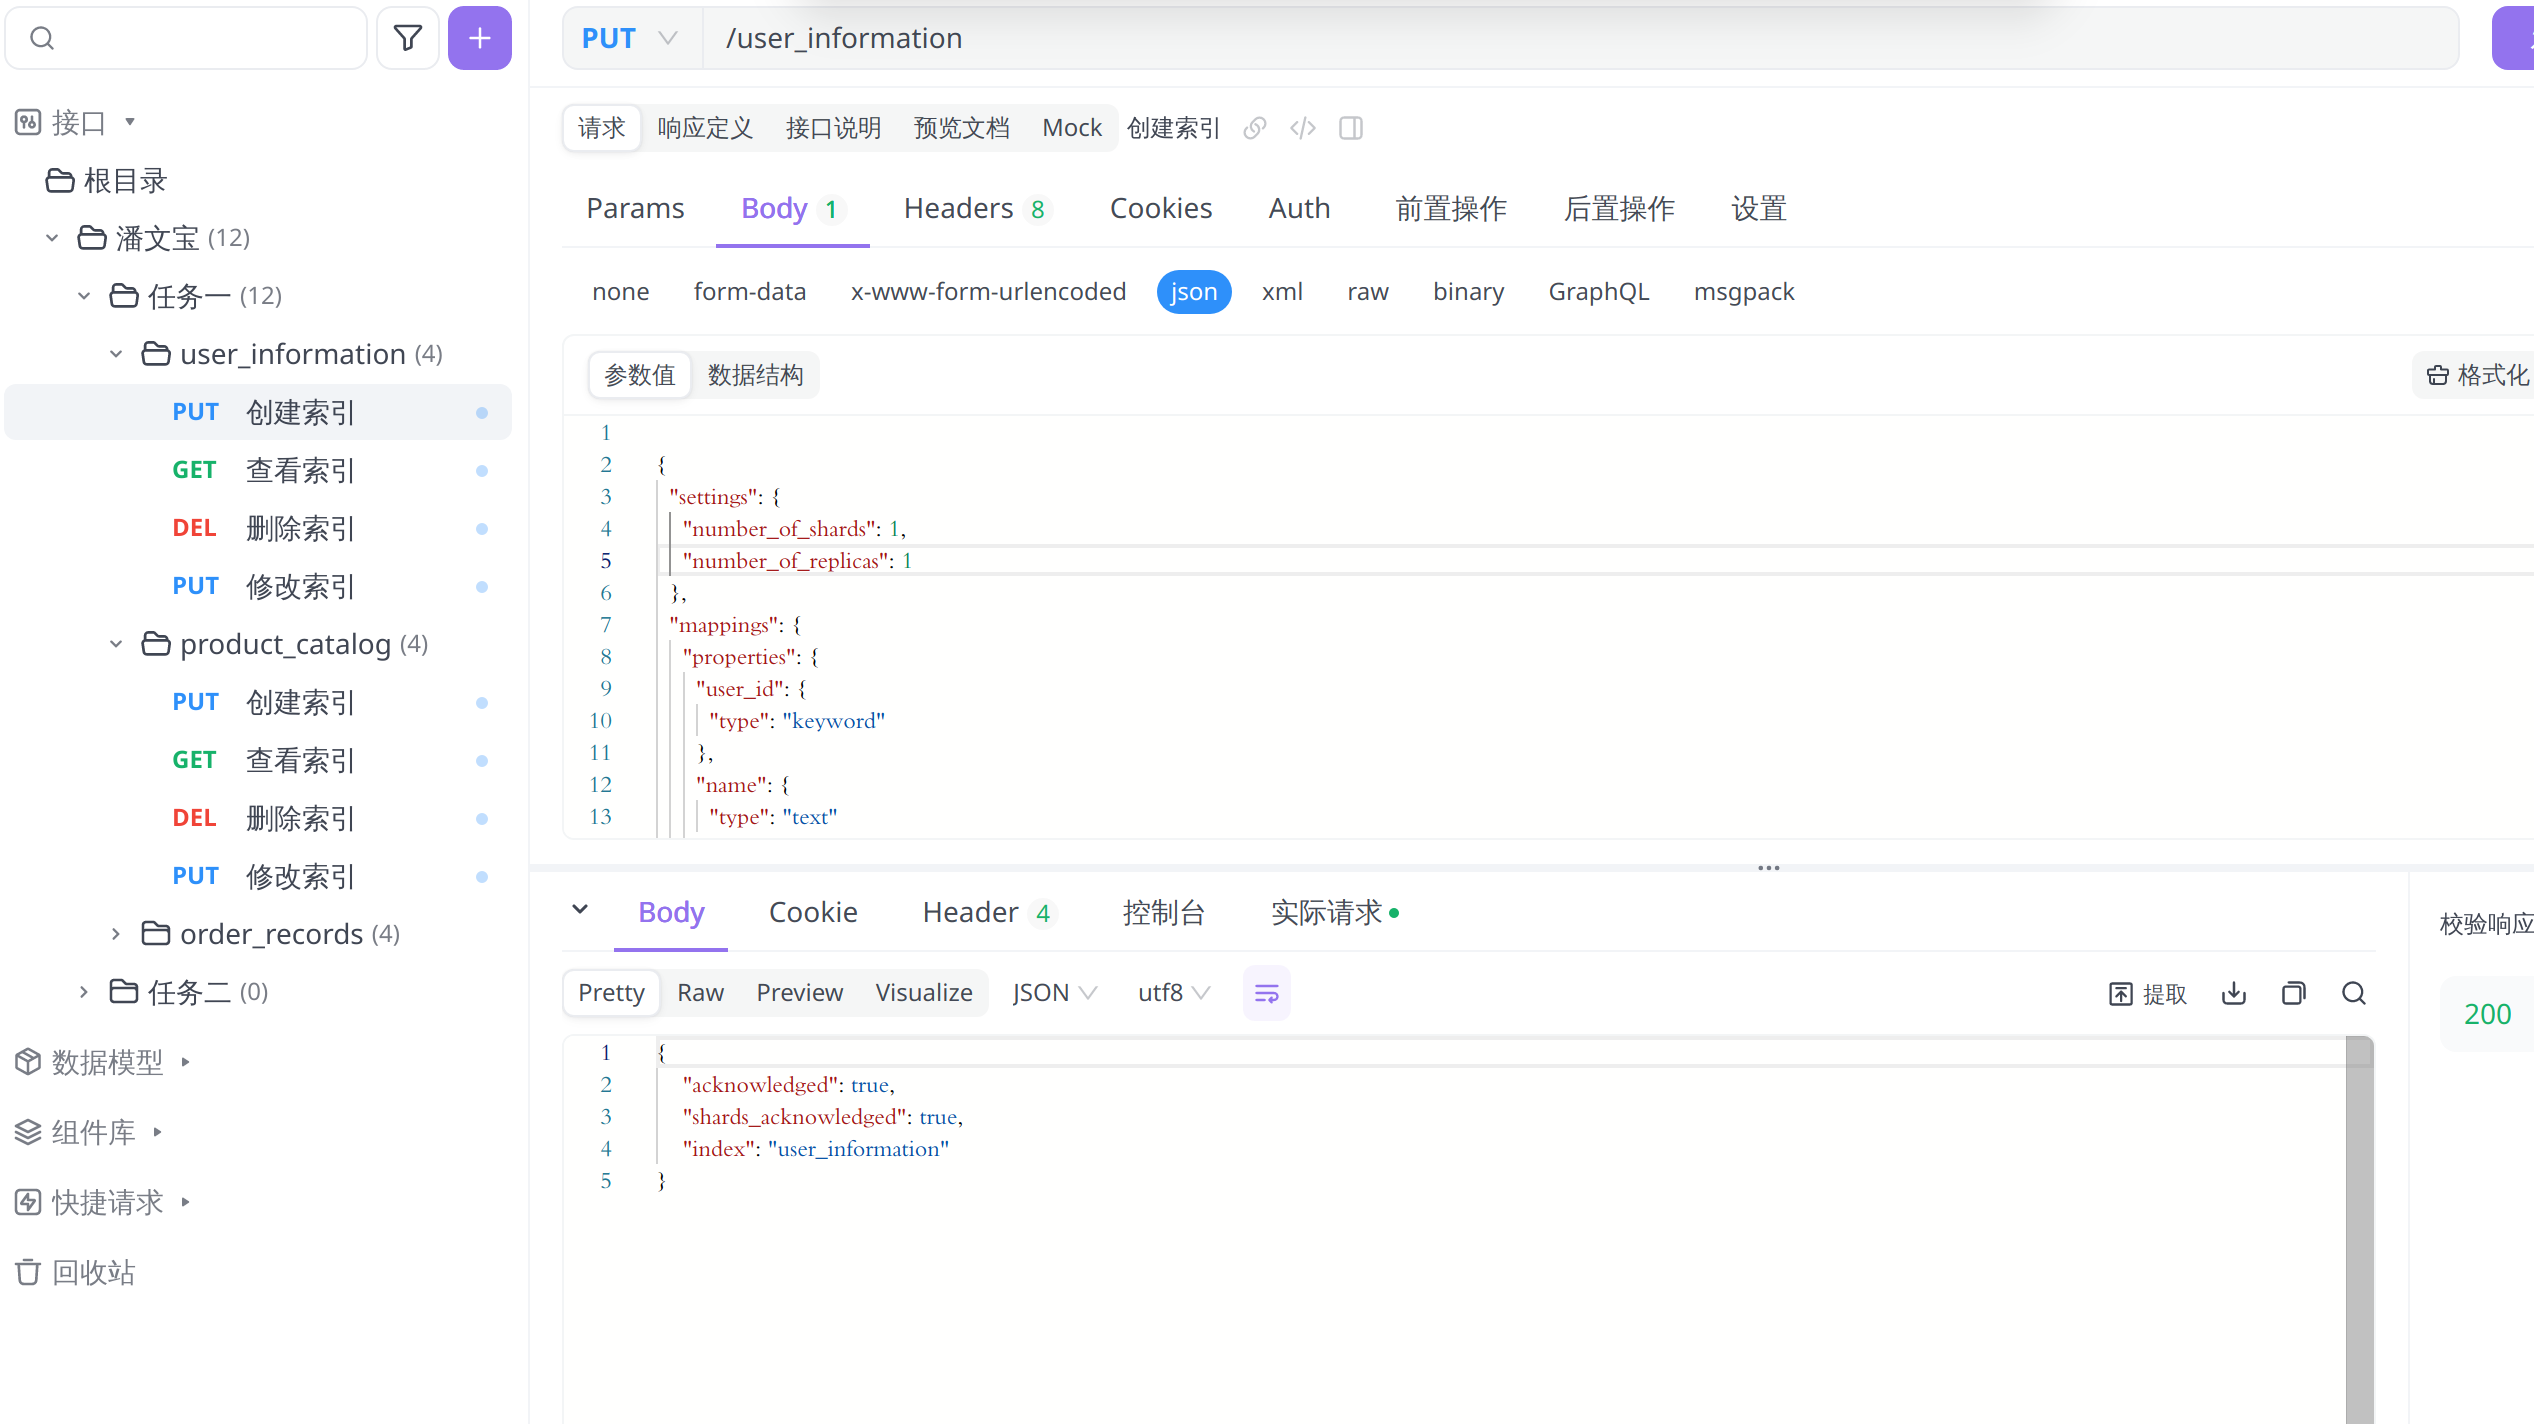 接口
根目录
潘文宝 (12)
任务一 (12)
user_information (4)
PUT 创建索引
GET 查看索引
DEL 删除索引
PUT 修改索引
product_catalog (4)
PUT 创建索引
GET 查看索引
DEL 删除索引
PUT 修改索引
order_records (4)
任务二 (0)
数据模型
组件库
快捷请求
回收站
PUT /user_information
请求 响应定义 接口说明 预览文档 Mock 创建索引
Params Body 1 Headers 8 Cookies Auth 前置操作 后置操作 设置
none form-data x-www-form-urlencoded json xml raw binary GraphQL msgpack
参数值 数据结构 格式化
1
2 {
3 "settings": {
4 "number_of_shards": 1,
5 "number_of_replicas": 1
6 },
7 "mappings": {
8 "properties": {
9 "user_id": {
10 "type": "keyword"
11 },
12 "name": {
13 "type": "text"
Body Cookie Header 4 控制台 实际请求
Pretty Raw Preview Visualize JSON utf8 提取
1 {
2 "acknowledged": true,
3 "shards_acknowledged": true,
4 "index": "user_information"
5 }
校验响应
200